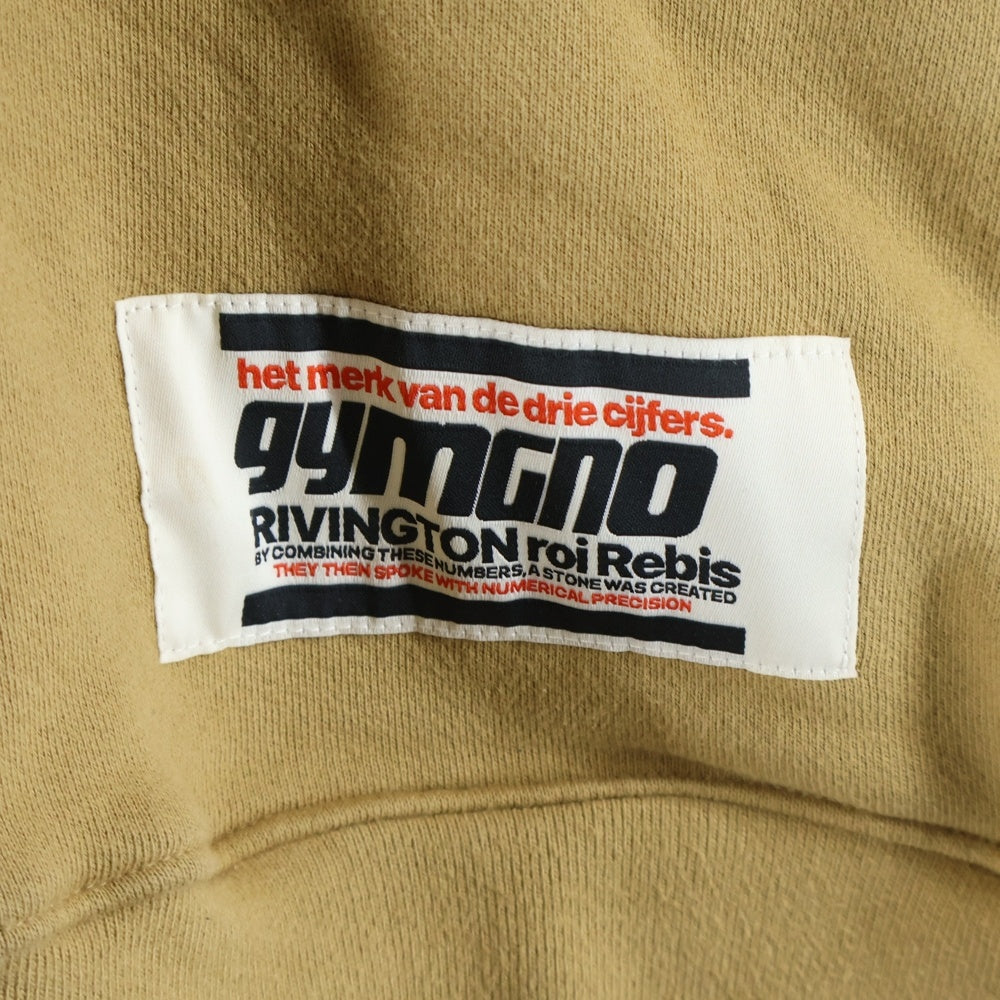 het merk van de drie cijfers.
gymgno
RIVINGTON roi Rebis
BY COMBINING THESE NUMBERS, A STONE WAS CREATED
THEY THEN SPOKE WITH NUMERICAL PRECISION